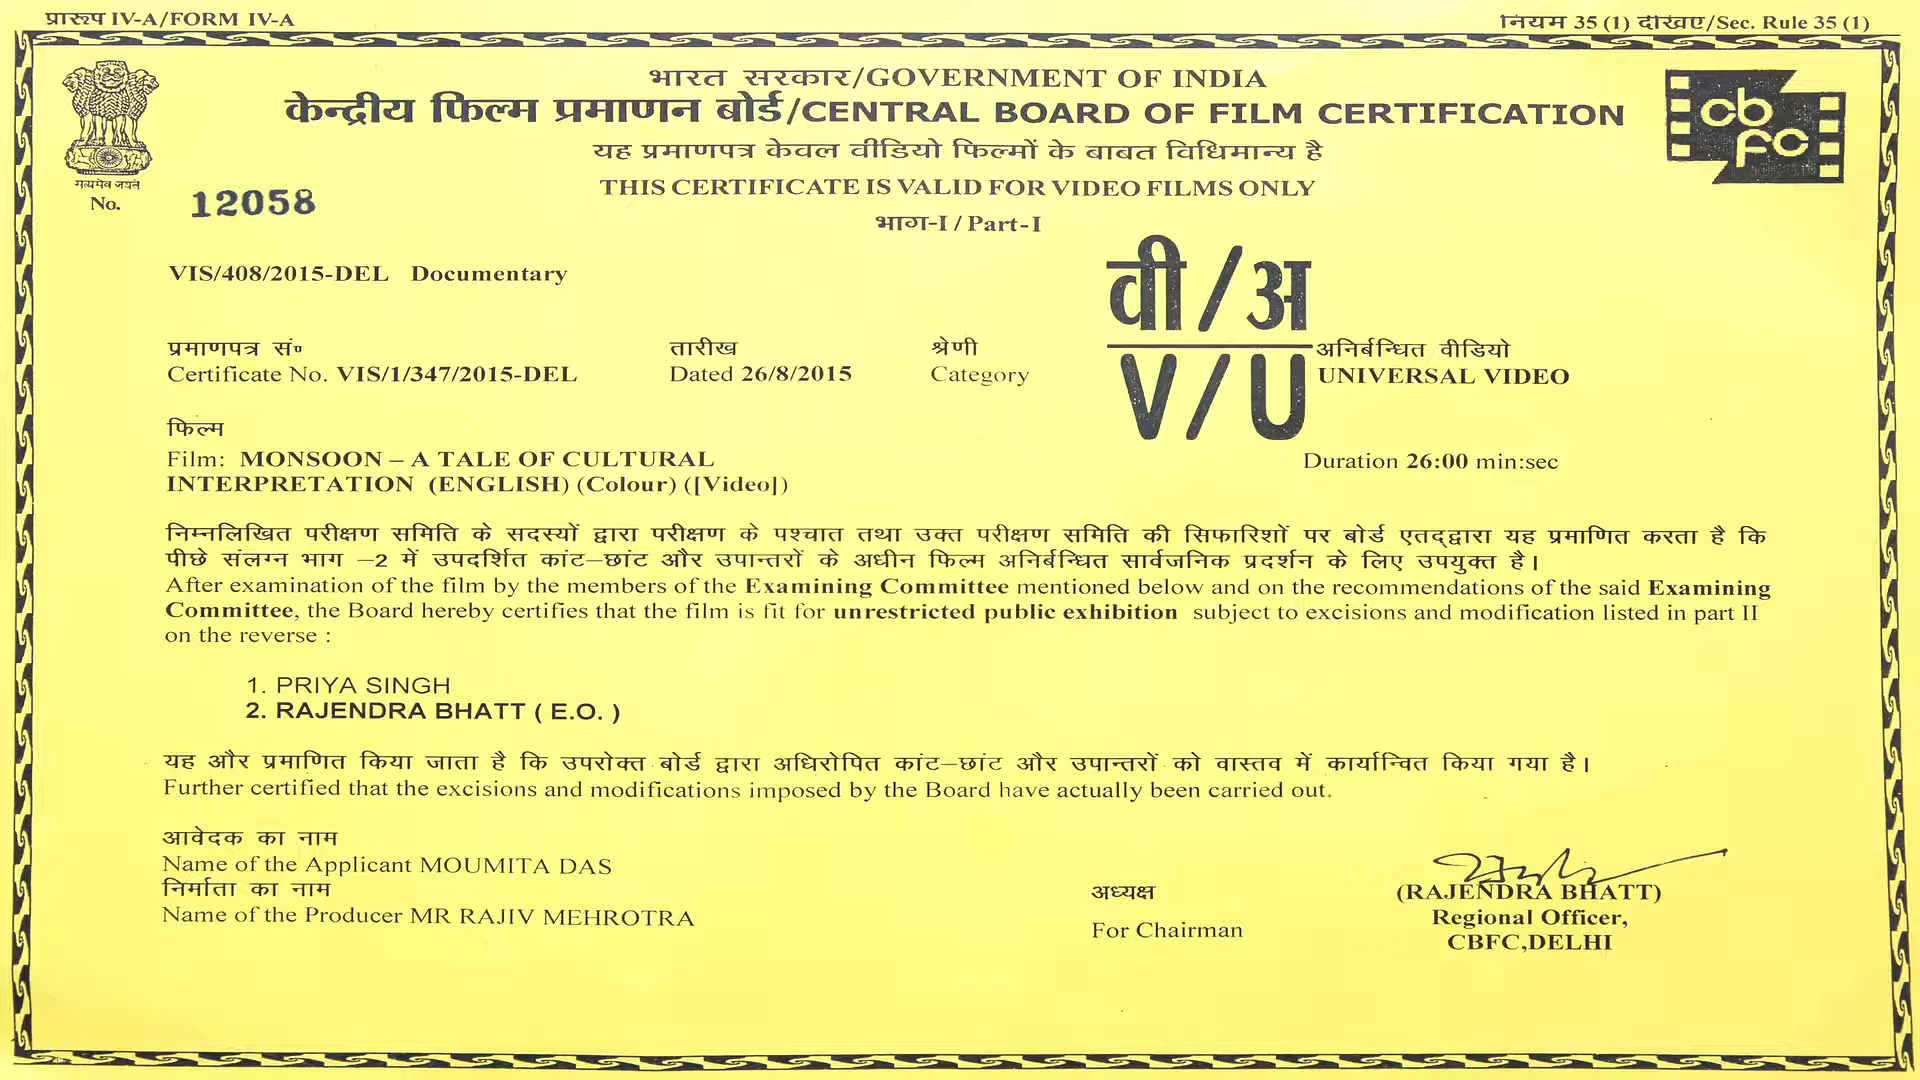 प्रारूप IV-A/FORM IV-A
नियम 35 (1) देखिए/Sec. Rule 35 (1)
भारत सरकार/GOVERNMENT OF INDIA
केन्द्रीय फिल्म प्रमाणन बोर्ड/CENTRAL BOARD OF FILM CERTIFICATION
cb fc
यह प्रमाणपत्र केवल वीडियो फिल्मों के बाबत विधिमान्य है
सत्यमेव जयते
THIS CERTIFICATE IS VALID FOR VIDEO FILMS ONLY
No. 12058
भाग-I / Part-I
VIS/408/2015-DEL Documentary
वी/अ
प्रमाणपत्र सं० तारीख श्रेणी अनिर्बन्धित वीडियो
Certificate No. VIS/1/347/2015-DEL Dated 26/8/2015 Category V/U UNIVERSAL VIDEO
फिल्म
Film: MONSOON – A TALE OF CULTURAL Duration 26:00 min:sec
INTERPRETATION (ENGLISH) (Colour) ([Video])
निम्नलिखित परीक्षण समिति के सदस्यों द्वारा परीक्षण के पश्चात तथा उक्त परीक्षण समिति की सिफारिशों पर बोर्ड एतद्द्वारा यह प्रमाणित करता है कि
पीछे संलग्न भाग –2 में उपदर्शित कांट–छांट और उपान्तरों के अधीन फिल्म अनिर्बन्धित सार्वजनिक प्रदर्शन के लिए उपयुक्त है।
After examination of the film by the members of the Examining Committee mentioned below and on the recommendations of the said Examining
Committee, the Board hereby certifies that the film is fit for unrestricted public exhibition subject to excisions and modification listed in part II
on the reverse :
1. PRIYA SINGH
2. RAJENDRA BHATT ( E.O. )
यह और प्रमाणित किया जाता है कि उपरोक्त बोर्ड द्वारा अधिरोपित कांट–छांट और उपान्तरों को वास्तव में कार्यान्वित किया गया है।
Further certified that the excisions and modifications imposed by the Board have actually been carried out.
आवेदक का नाम
Name of the Applicant MOUMITA DAS
निर्माता का नाम
Name of the Producer MR RAJIV MEHROTRA
अध्यक्ष
For Chairman
(RAJENDRA BHATT)
Regional Officer,
CBFC,DELHI